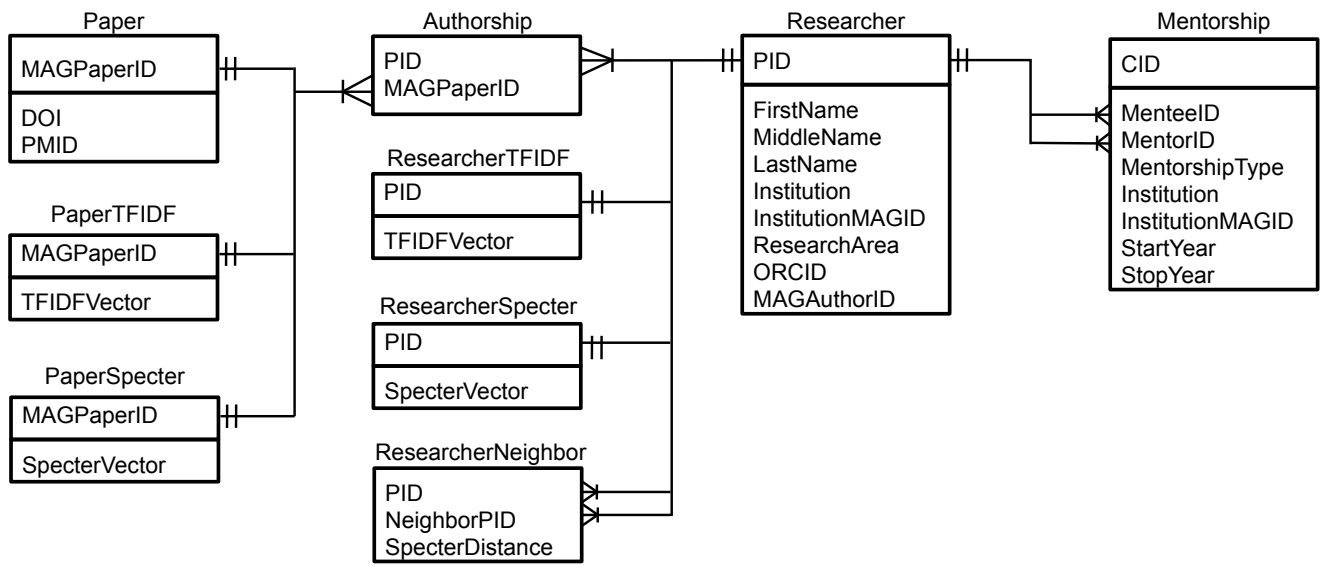 Paper
MAGPaperID
DOI
PMID
PaperTFIDF
MAGPaperID
TFIDFVector
PaperSpecter
MAGPaperID
SpecterVector
Authorship
PID
MAGPaperID
ResearcherTFIDF
PID
TFIDFVector
ResearcherSpecter
PID
SpecterVector
ResearcherNeighbor
PID
NeighborPID
SpecterDistance
Researcher
PID
FirstName
MiddleName
LastName
Institution
InstitutionMAGID
ResearchArea
ORCID
MAGAuthorID
Mentorship
CID
MenteeID
MentorID
MentorshipType
Institution
InstitutionMAGID
StartYear
StopYear